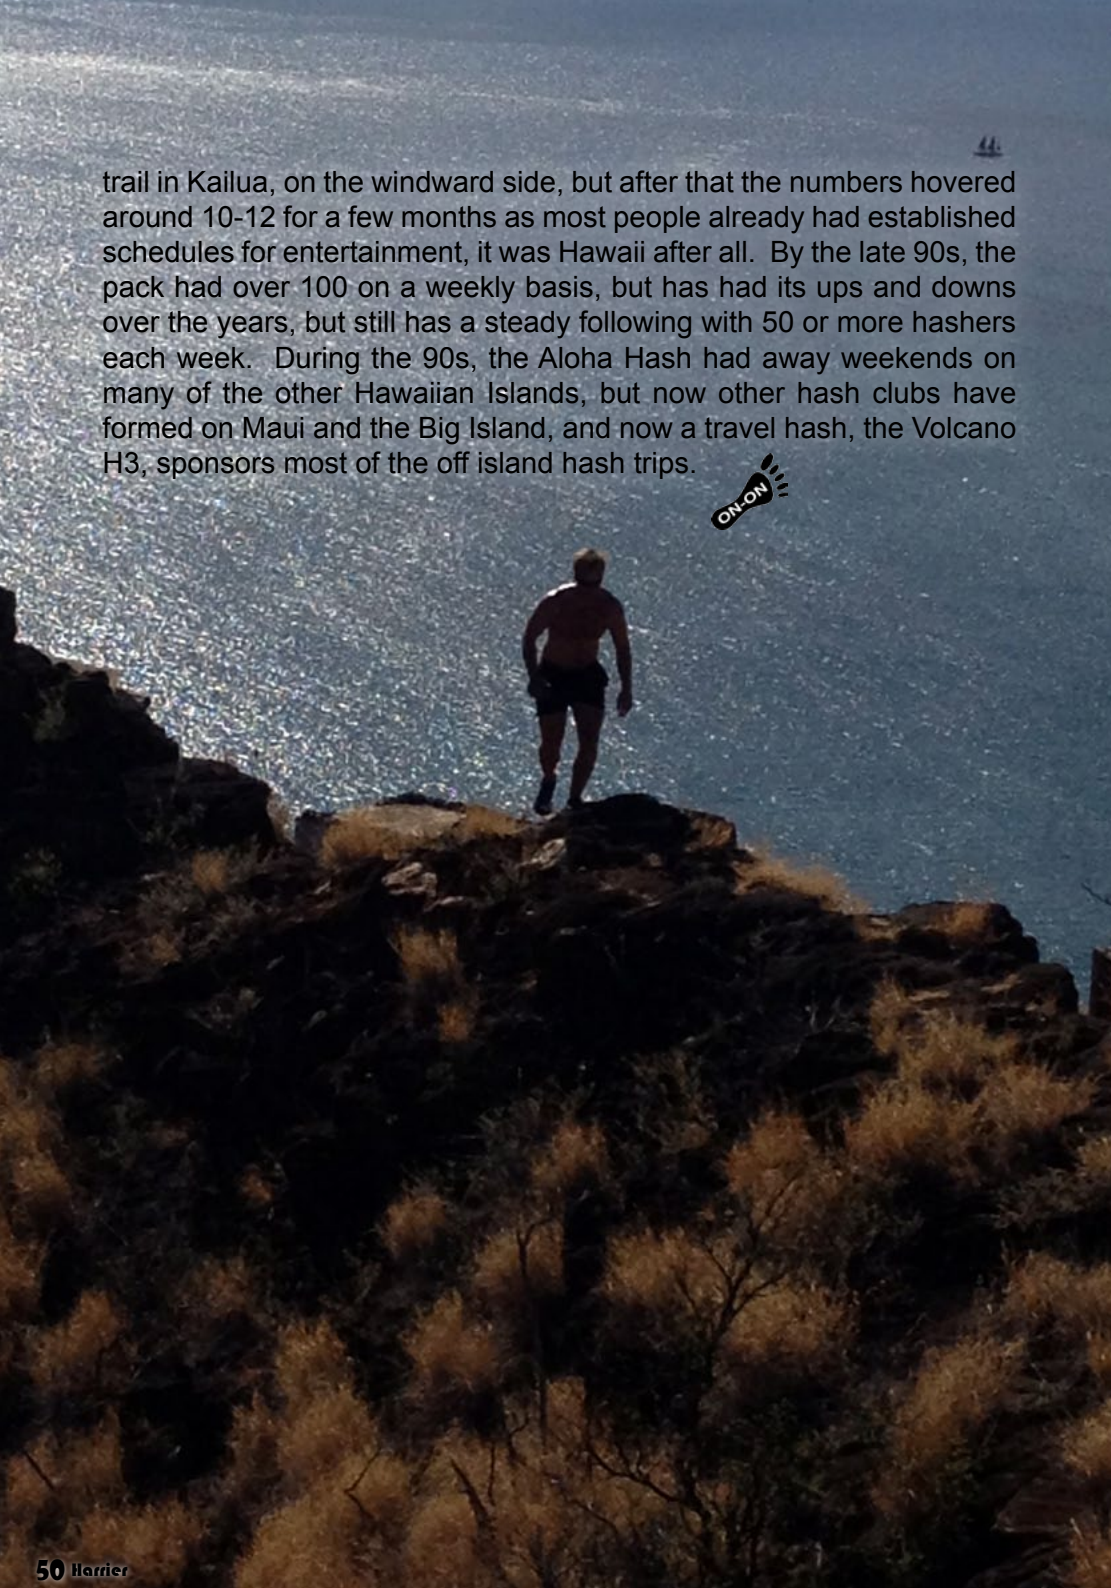 trail in Kailua, on the windward side, but after that the numbers hovered
around 10-12 for a few months as most people already had established
schedules for entertainment, it was Hawaii after all.  By the late 90s, the
pack had over 100 on a weekly basis, but has had its ups and downs
over the years, but still has a steady following with 50 or more hashers
each week.  During the 90s, the Aloha Hash had away weekends on
many of the other Hawaiian Islands, but now other hash clubs have
formed on Maui and the Big Island, and now a travel hash, the Volcano
H3, sponsors most of the off island hash trips.
ON-ON
50 Harrier